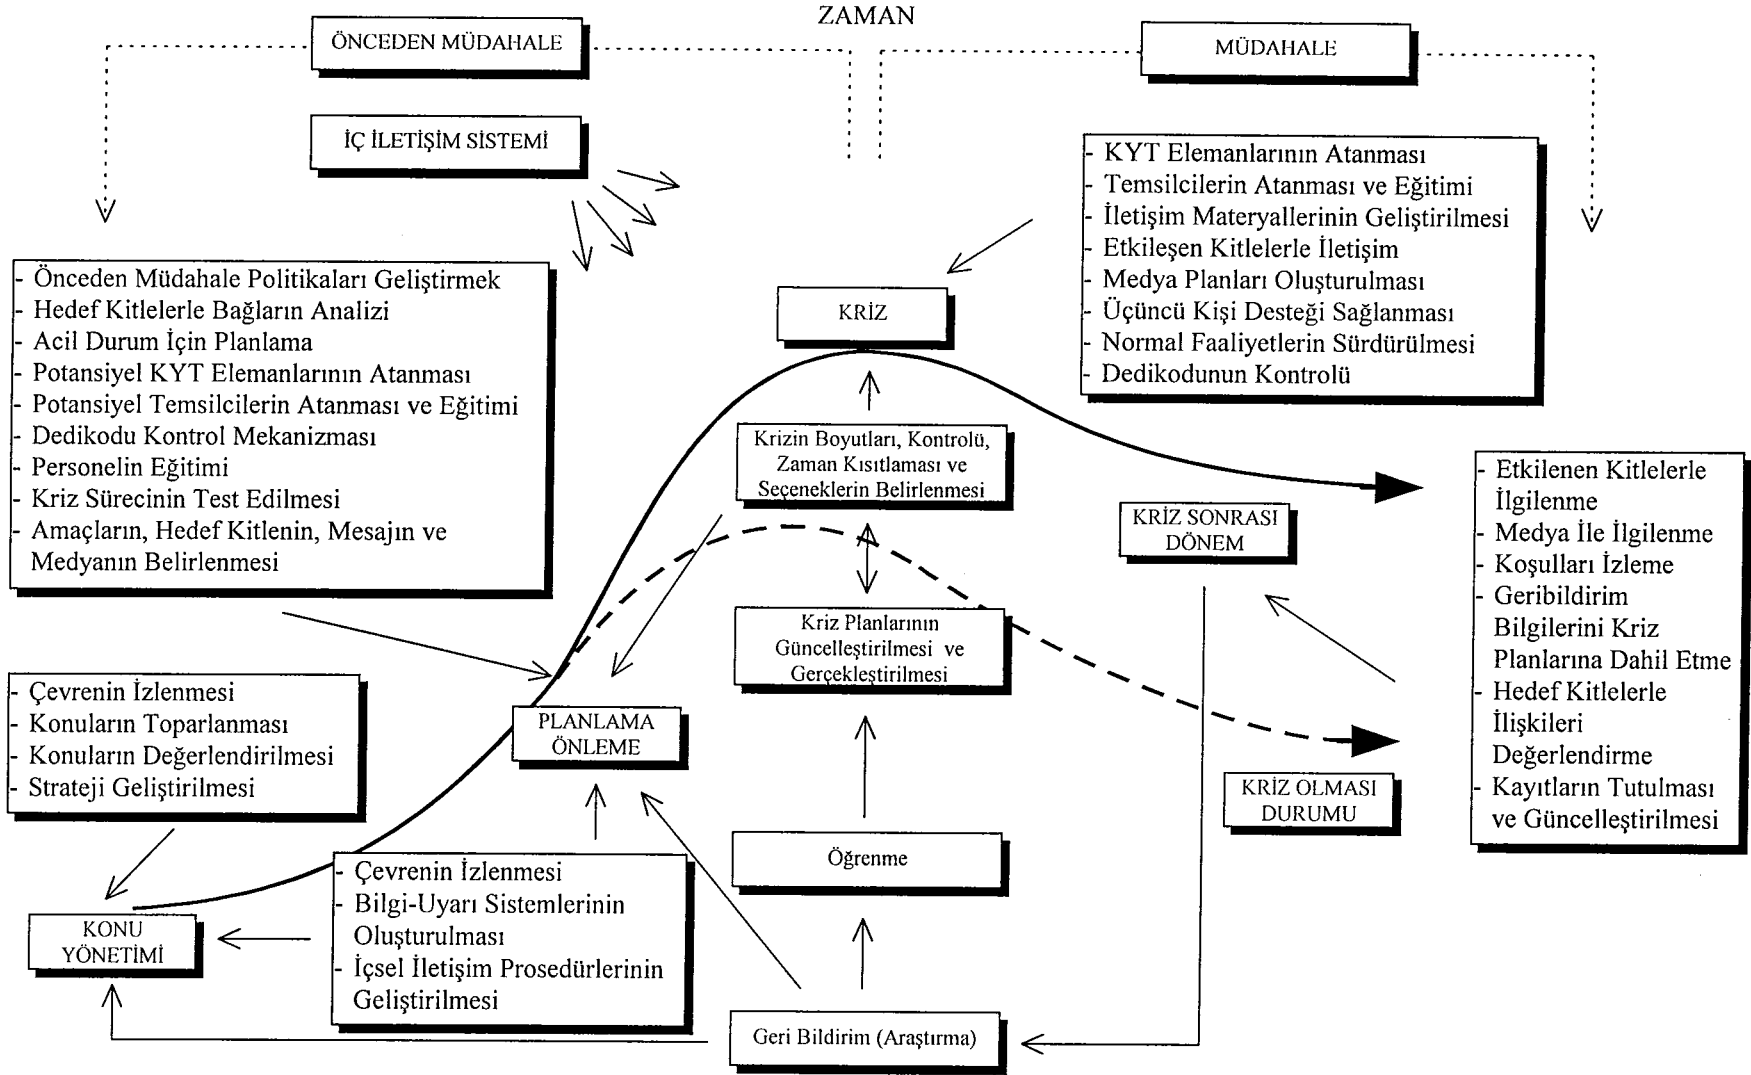 ZAMAN
ÖNCEDEN MÜDAHALE
MÜDAHALE
İÇ İLETİŞİM SİSTEMİ
- KYT Elemanlarının Atanması
- Temsilcilerin Atanması ve Eğitimi
- İletişim Materyallerinin Geliştirilmesi
- Etkileşen Kitlelerle İletişim
- Medya Planları Oluşturulması
- Üçüncü Kişi Desteği Sağlanması
- Normal Faaliyetlerin Sürdürülmesi
- Dedikodunun Kontrolü
- Önceden Müdahale Politikaları Geliştirmek
- Hedef Kitlelerle Bağların Analizi
- Acil Durum İçin Planlama
- Potansiyel KYT Elemanlarının Atanması
- Potansiyel Temsilcilerin Atanması ve Eğitimi
- Dedikodu Kontrol Mekanizması
- Personelin Eğitimi
- Kriz Sürecinin Test Edilmesi
- Amaçların, Hedef Kitlenin, Mesajın ve
Medyanın Belirlenmesi
KRİZ
Krizin Boyutları, Kontrolü,
Zaman Kısıtlaması ve
Seçeneklerin Belirlenmesi
KRİZ SONRASI
DÖNEM
- Etkilenen Kitlelerle
İlgilenme
- Medya İle İlgilenme
- Koşulları İzleme
- Geribildirim
Bilgilerini Kriz
Planlarına Dahil Etme
- Hedef Kitlelerle
İlişkileri
Değerlendirme
- Kayıtların Tutulması
ve Güncelleştirilmesi
Kriz Planlarının
Güncelleştirilmesi ve
Gerçekleştirilmesi
- Çevrenin İzlenmesi
- Konuların Toparlanması
- Konuların Değerlendirilmesi
- Strateji Geliştirilmesi
PLANLAMA
ÖNLEME
KRİZ OLMASI
DURUMU
Öğrenme
- Çevrenin İzlenmesi
- Bilgi-Uyarı Sistemlerinin
Oluşturulması
- İçsel İletişim Prosedürlerinin
Geliştirilmesi
KONU
YÖNETİMİ
Geri Bildirim (Araştırma)